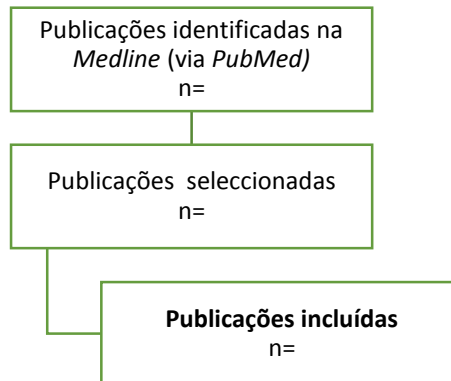 Publicações identificadas na
Medline (via PubMed)
n=
Publicações seleccionadas
n=
Publicações incluídas
n=